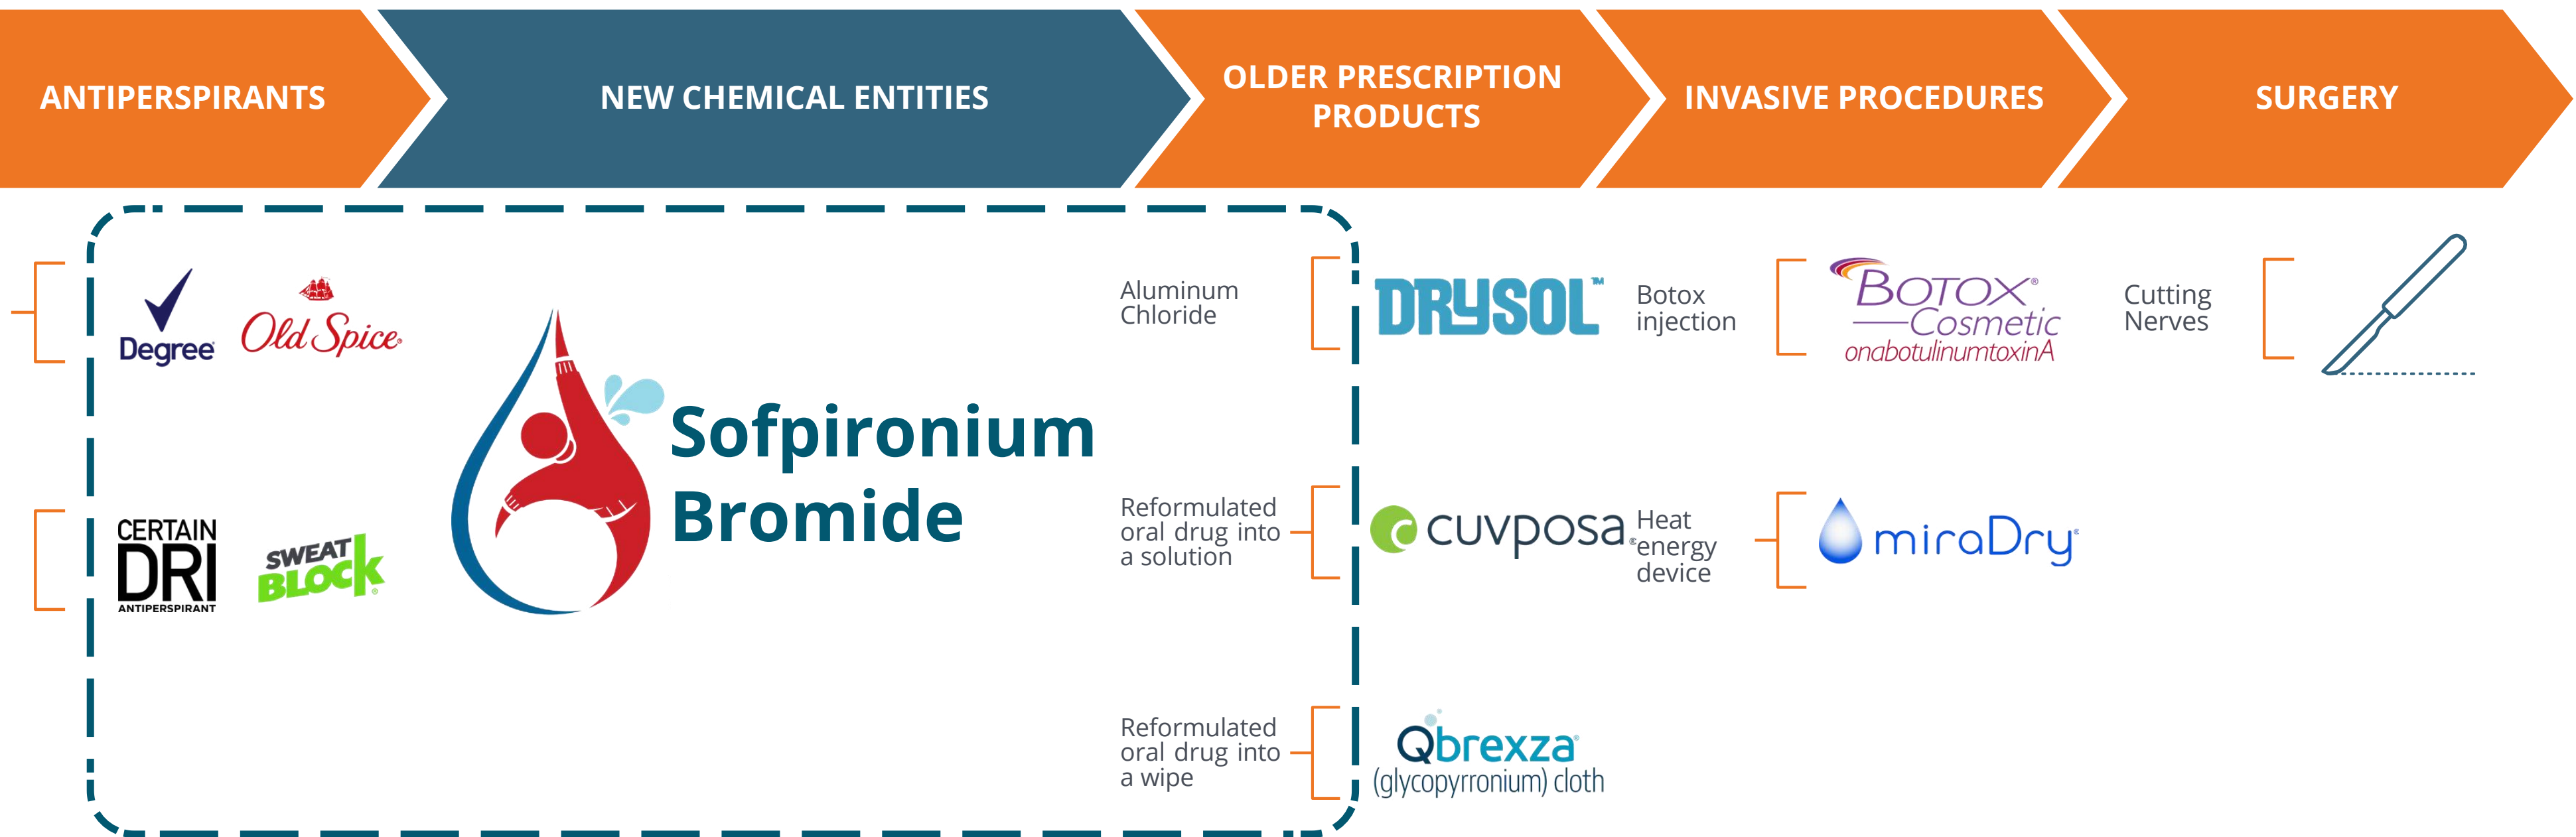 ANTIPERSPIRANTS
NEW CHEMICAL ENTITIES
OLDER PRESCRIPTION
PRODUCTS
INVASIVE PROCEDURES
SURGERY
Degree
Old Spice
CERTAIN
DRI
ANTIPERSPIRANT
SWEAT
BLOCK
Sofpironium
Bromide
Aluminum
Chloride
DRYSOL™
Reformulated
oral drug into
a solution
cuvposa®
Reformulated
oral drug into
a wipe
Qbrexza
(glycopyrronium) cloth
Botox
injection
BOTOX®
Cosmetic
onabotulinumtoxinA
Heat
energy
device
miraDry
Cutting
Nerves